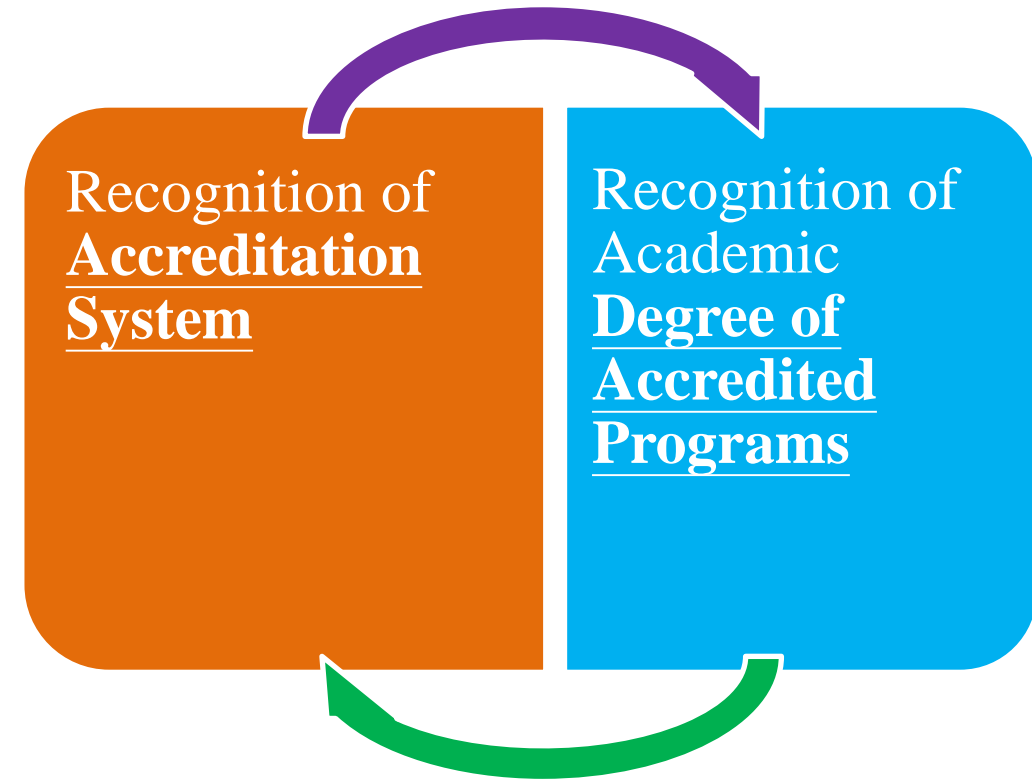 Recognition of
Accreditation
System
Recognition of
Academic
Degree of
Accredited
Programs